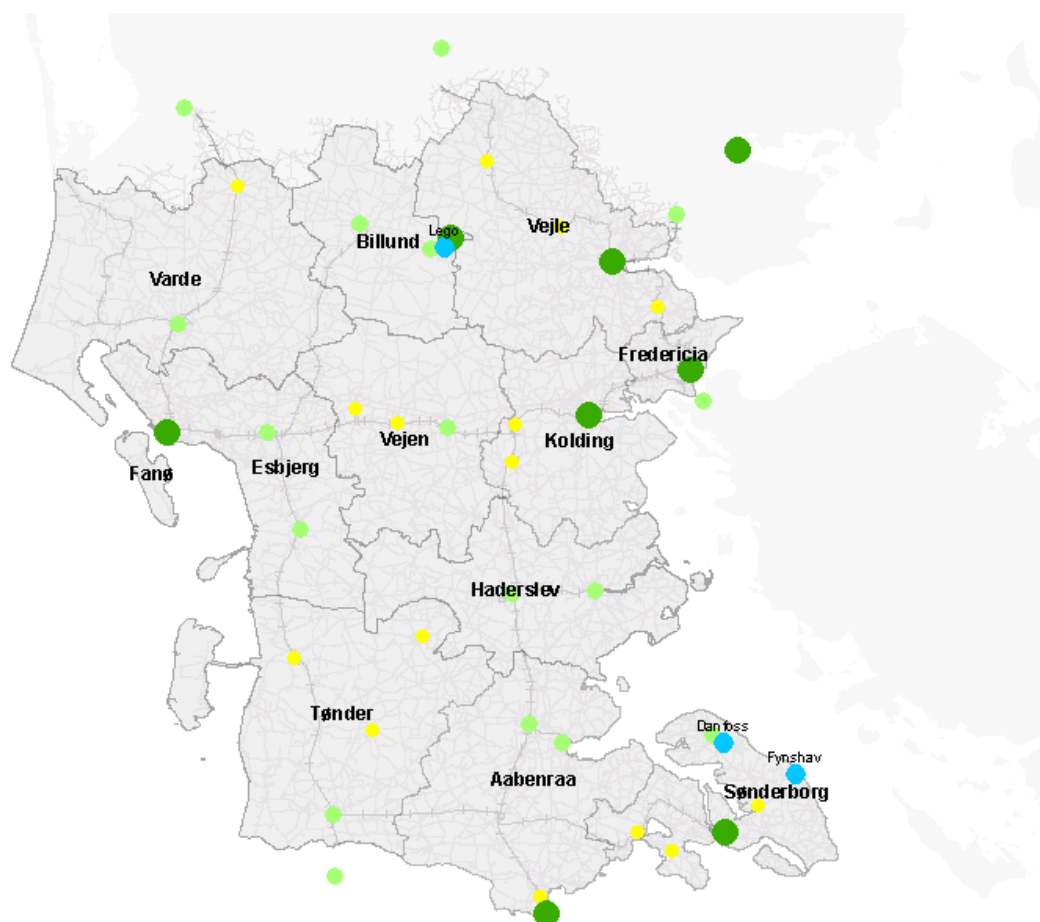 Vejle
Lego
Billund
Varde
Fredericia
Vejen
Kolding
Esbjerg
Fanø
Haderslev
Tønder
Danfoss
Fynshav
Aabenraa
Sønderborg